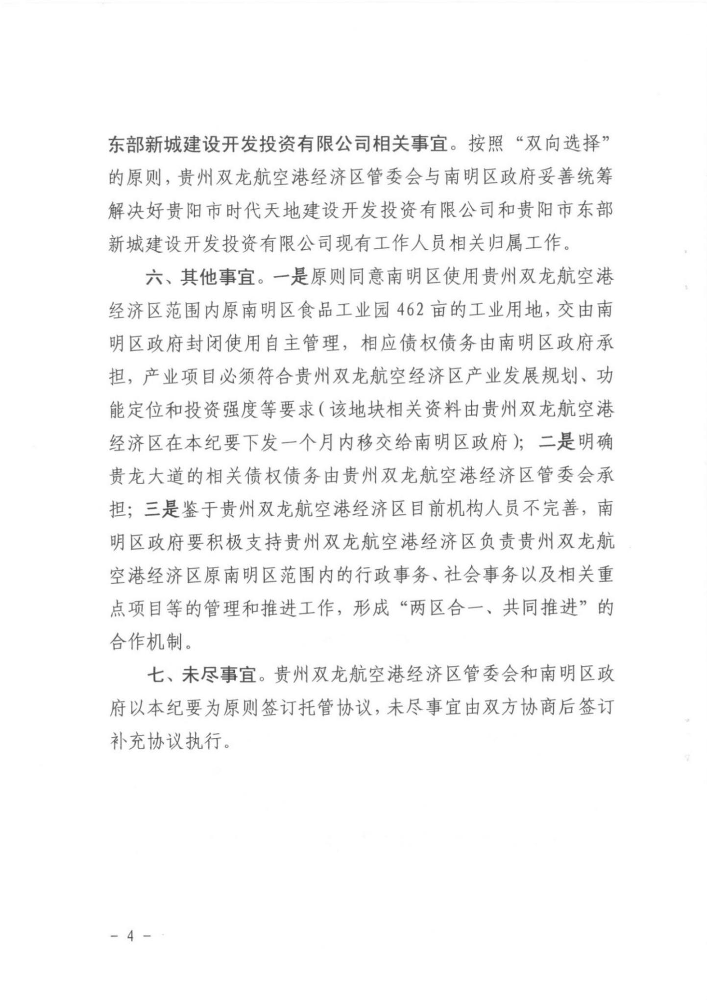 东部新城建设开发投资有限公司相关事宜。按照“双向选择”
的原则,贵州双龙航空港经济区管委会与南明区政府妥善统筹
解决好贵阳市时代天地建设开发投资有限公司和贵阳市东部
新城建设开发投资有限公司现有工作人员相关归属工作。
六、其他事宜。一是原则同意南明区使用贵州双龙航空港
经济区范围内原南明区食品工业园 462 亩的工业用地,交由南
明区政府封闭使用自主管理,相应债权债务由南明区政府承
担,产业项目必须符合贵州双龙航空经济区产业发展规划、功
能定位和投资强度等要求(该地块相关资料由贵州双龙航空港
经济区在本纪要下发一个月内移交给南明区政府);二是明确
贵龙大道的相关债权债务由贵州双龙航空港经济区管委会承
担;三是鉴于贵州双龙航空港经济区目前机构人员不完善,南
明区政府要积极支持贵州双龙航空港经济区负责贵州双龙航
空港经济区原南明区范围内的行政事务、社会事务以及相关重
点项目等的管理和推进工作,形成“两区合一、共同推进”的
合作机制。
七、未尽事宜。贵州双龙航空港经济区管委会和南明区政
府以本纪要为原则签订托管协议,未尽事宜由双方协商后签订
补充协议执行。
- 4 -